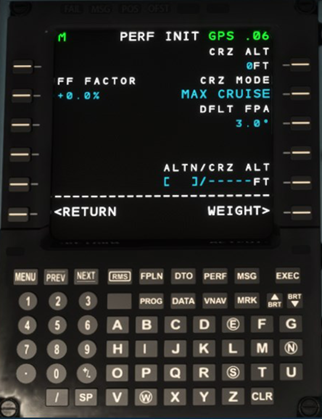 M PERF INIT GPS .06
CRZ ALT
0FT
FF FACTOR CRZ MODE
+0.0% MAX CRUISE
DFLT FPA
3.0°
ALTN/CRZ ALT
[ ]/-----FT
<RETURN WEIGHT>
MENU PREV NEXT RMS FPLN DTO PERF MSG EXEC
1 2 3 PROG DATA VNAV MRK ▲ BRT BRT ▼
4 5 6 A B C D E F G
7 8 9 H I J K L M N
· 0 +/- O P Q R S T U
/ SP V W X Y Z CLR